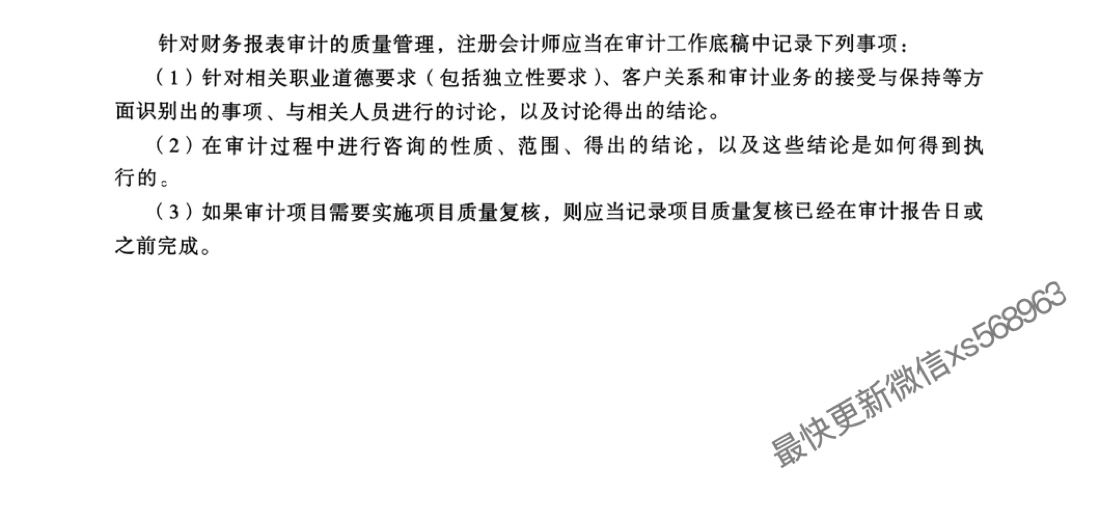 针对财务报表审计的质量管理，注册会计师应当在审计工作底稿中记录下列事项：
（1）针对相关职业道德要求（包括独立性要求）、客户关系和审计业务的接受与保持等方
面识别出的事项、与相关人员进行的讨论，以及讨论得出的结论。
（2）在审计过程中进行咨询的性质、范围、得出的结论，以及这些结论是如何得到执
行的。
（3）如果审计项目需要实施项目质量复核，则应当记录项目质量复核已经在审计报告日或
之前完成。
最快更新微信xs568963